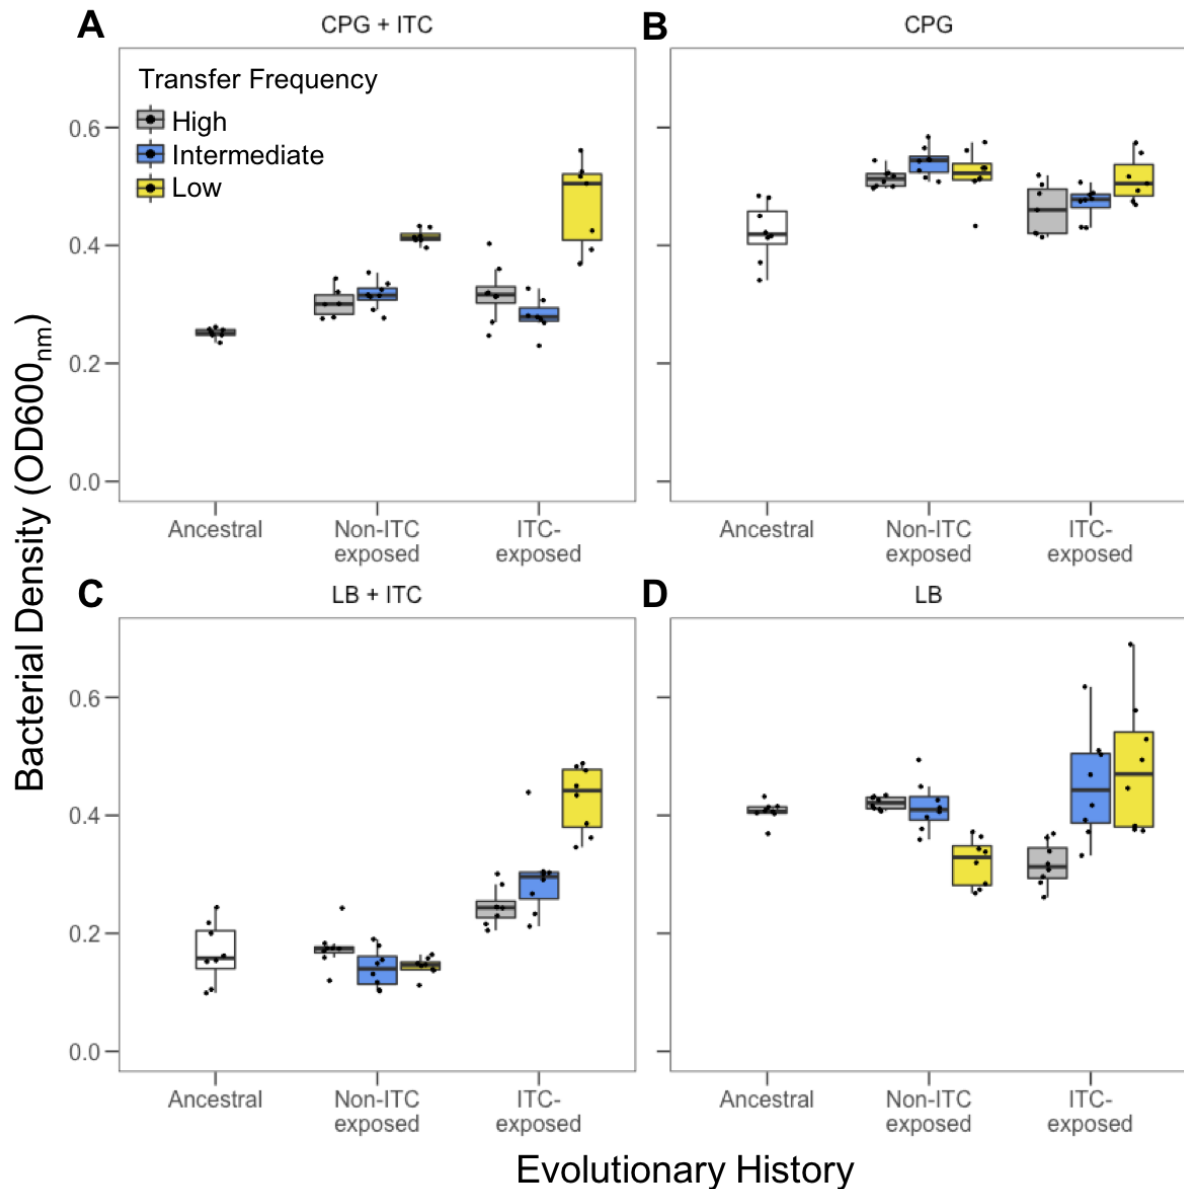 A CPG + ITC
B CPG
Transfer Frequency
High
Intermediate
Low
0.6
0.4
0.2
0.0
Ancestral
Non-ITC
exposed
ITC-
exposed
Ancestral
Non-ITC
exposed
ITC-
exposed
Bacterial Density (OD600nm)
C LB + ITC
D LB
0.6
0.4
0.2
0.0
Ancestral
Non-ITC
exposed
ITC-
exposed
Ancestral
Non-ITC
exposed
ITC-
exposed
Evolutionary History